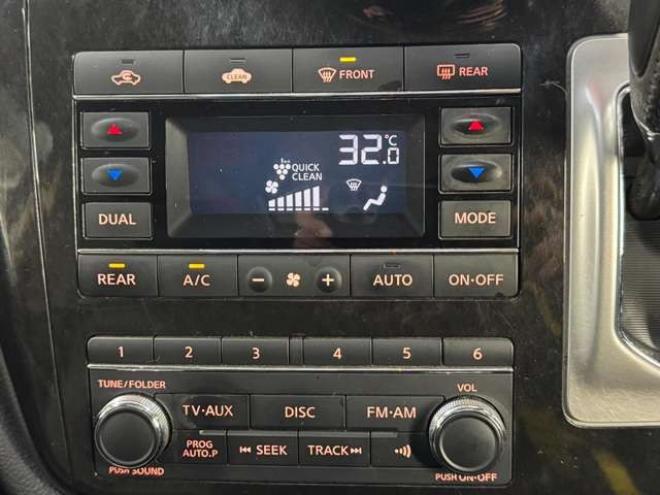 CLEAN
FRONT
REAR
QUICK
CLEAN
32.0
°C
DUAL
MODE
REAR
A/C
AUTO
ON·OFF
1 2 3 4 5 6
TUNE/FOLDER
VOL
TV·AUX
DISC
FM·AM
PROG
AUTO.P
SEEK
TRACK
PUSH SOUND
PUSH ON·OFF